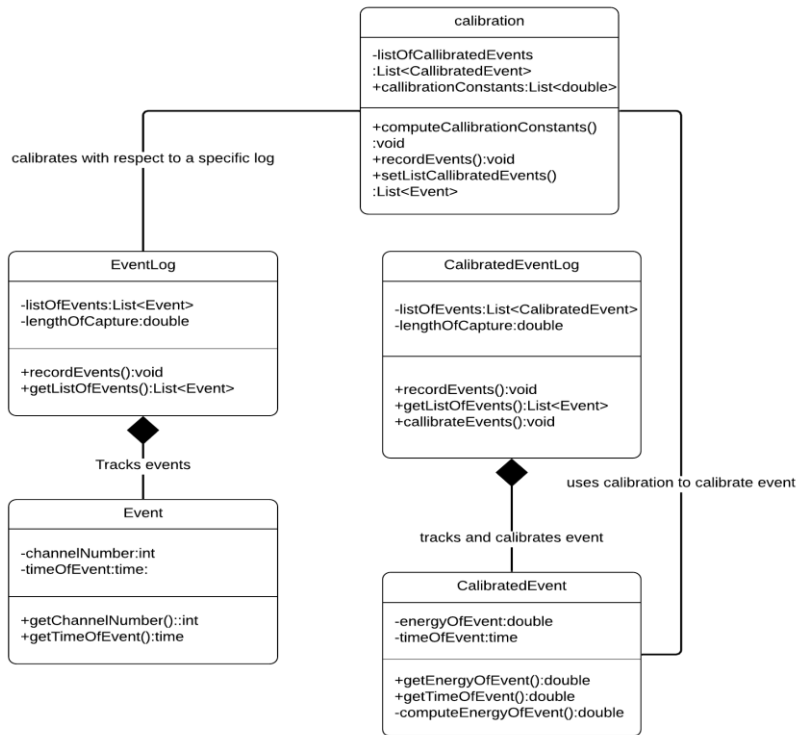 calibration
-listOfCallibratedEvents
:List<CallibratedEvent>
+callibrationConstants:List<double>
+computeCallibrationConstants()
:void
+recordEvents():void
+setListCallibratedEvents()
:List<Event>
calibrates with respect to a specific log
EventLog
-listOfEvents:List<Event>
-lengthOfCapture:double
+recordEvents():void
+getListOfEvents():List<Event>
CalibratedEventLog
-listOfEvents:List<CalibratedEvent>
-lengthOfCapture:double
+recordEvents():void
+getListOfEvents():List<Event>
+callibrateEvents():void
Tracks events
uses calibration to calibrate event
Event
-channelNumber:int
-timeOfEvent:time:
+getChannelNumber()::int
+getTimeOfEvent():time
tracks and calibrates event
CalibratedEvent
-energyOfEvent:double
-timeOfEvent:time
+getEnergyOfEvent():double
+getTimeOfEvent():double
-computeEnergyOfEvent():double